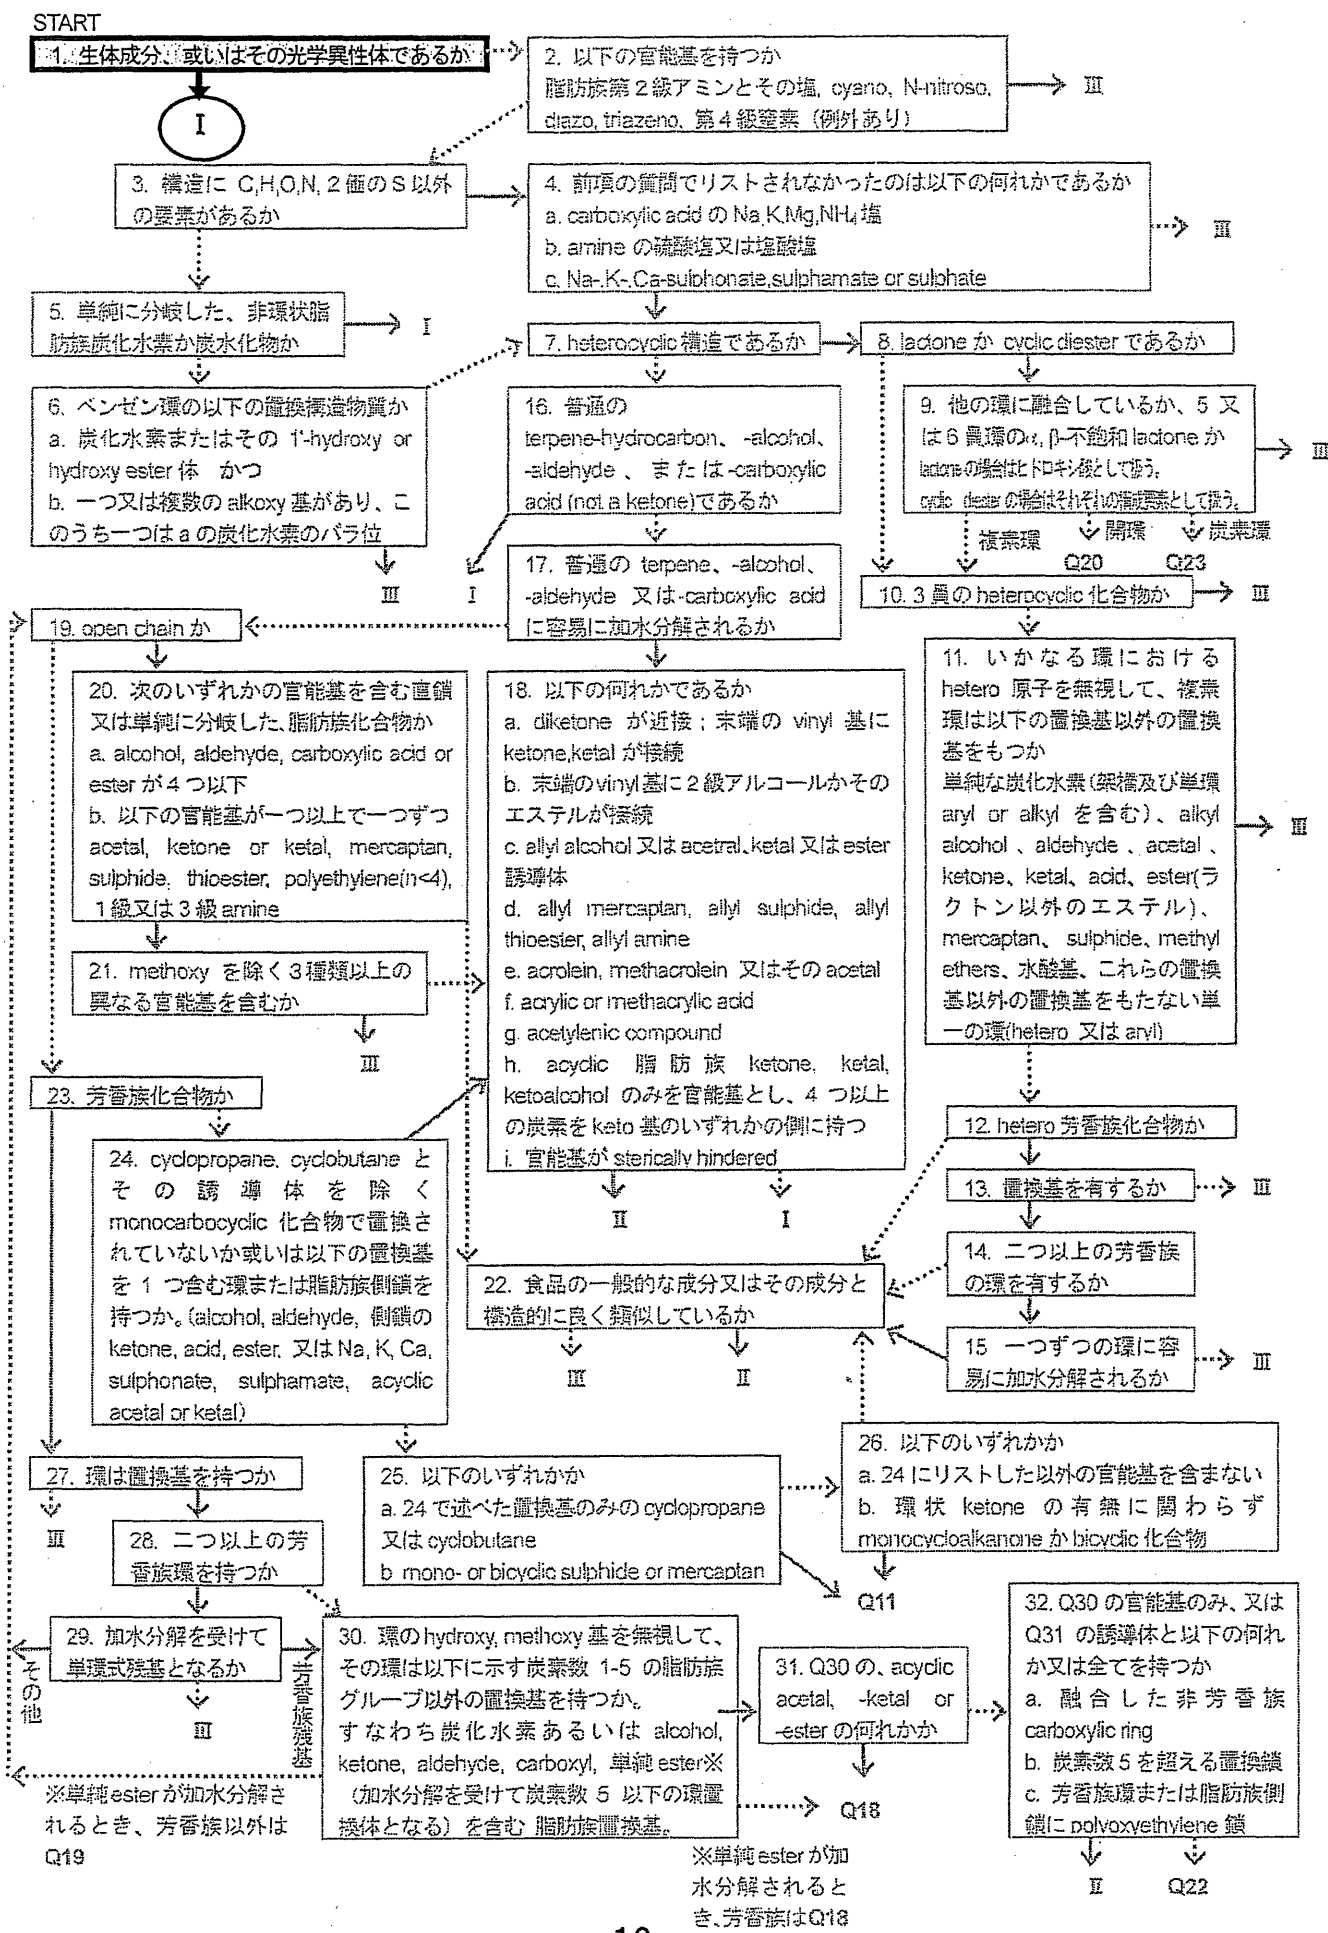 START
1. 生体成分、或いはその光学異性体であるか
I
2. 以下の官能基を持つか
脂肪族第2級アミンとその塩, cyano, N-nitroso,
diazo, triazeno、第4級窒素（例外あり）
III
3. 構造に C,H,O,N, 2価のS以外
の要素があるか
4. 前項の質問でリストされなかったのは以下の何れかであるか
a. carboxylic acid の Na,K,Mg,NH₄塩
b. amine の硫酸塩又は塩酸塩
c. Na-,K-,Ca-sulphonate,sulphamate or sulphate
III
5. 単純に分岐した、非環状脂
肪族炭化水素か炭水化物か
I
7. heterocyclic 構造であるか
8. lactone か cyclic diester であるか
6. ベンゼン環の以下の置換構造物質か
a. 炭化水素またはその 1'-hydroxy or
hydroxy ester 体 かつ
b. 一つ又は複数の alkoxy 基があり、こ
のうち一つは a の炭化水素のパラ位
III
16. 普通の
terpene-hydrocarbon、-alcohol、
-aldehyde 、または-carboxylic
acid (not a ketone)であるか
I
9. 他の環に融合しているか、5 又
は6員環のα, β-不飽和 lactone か
lactoneの場合はヒドロキシ酸として扱う。
cyclic diesterの場合はそれぞれの構成要素として扱う。
III
複素環
開環
炭素環
Q20
Q23
17. 普通の terpene、-alcohol、
-aldehyde 又は-carboxylic acid
に容易に加水分解されるか
10. 3員の heterocyclic 化合物か
III
19. open chain か
11. いかなる環における
hetero 原子を無視して、複素
環は以下の置換基以外の置換
基をもつか
単純な炭化水素(架橋及び単環
aryl or alkyl を含む)、alkyl
alcohol 、aldehyde 、acetal 、
ketone、ketal、acid、ester(ラ
クトン以外のエステル)、
mercaptan、 sulphide、methyl
ethers、水酸基、これらの置換
基以外の置換基をもたない単
一の環(hetero 又は aryl)
III
20. 次のいずれかの官能基を含む直鎖
又は単純に分岐した、脂肪族化合物か
a. alcohol, aldehyde, carboxylic acid or
ester が4つ以下
b. 以下の官能基が一つ以上で一つずつ
acetal, ketone or ketal, mercaptan,
sulphide, thioester, polyethylene(n<4),
1級又は3級 amine
18. 以下の何れかであるか
a. diketone が近接；末端の vinyl 基に
ketone,ketal が接続
b. 末端のvinyl基に2級アルコールかその
エステルが接続
c. allyl alcohol 又は acetral、ketal 又は ester
誘導体
d. allyl mercaptan, allyl sulphide, allyl
thioester, allyl amine
e. acrolein, methacrolein 又はその acetal
f. acrylic or methacrylic acid
g. acetylenic compound
h. acyclic 脂肪族 ketone, ketal,
ketoalcohol のみを官能基とし、4つ以上
の炭素を keto 基のいずれかの側に持つ
i. 官能基が sterically hindered
II
I
21. methoxy を除く3種類以上の
異なる官能基を含むか
III
23. 芳香族化合物か
12. hetero 芳香族化合物か
13. 置換基を有するか
III
24. cyclopropane, cyclobutane と
その誘導体を除く
monocarbocyclic 化合物で置換さ
れていないか或いは以下の置換基
を1つ含む環または脂肪族側鎖を
持つか。(alcohol, aldehyde, 側鎖の
ketone, acid, ester, 又は Na, K, Ca,
sulphonate, sulphamate, acyclic
acetal or ketal)
14. 二つ以上の芳香族
の環を有するか
22. 食品の一般的な成分又はその成分と
構造的に良く類似しているか
III
II
15 一つずつの環に容
易に加水分解されるか
III
26. 以下のいずれかか
a. 24 にリストした以外の官能基を含まない
b. 環状 ketone の有無に関わらず
monocycloalkanone か bicyclic 化合物
27. 環は置換基を持つか
III
25. 以下のいずれかか
a. 24 で述べた置換基のみの cyclopropane
又は cyclobutane
b mono- or bicyclic sulphide or mercaptan
Q11
28. 二つ以上の芳
香族環を持つか
29. 加水分解を受けて
単環式残基となるか
III
その他
芳香族残基
30. 環の hydroxy, methoxy 基を無視して、
その環は以下に示す炭素数 1-5 の脂肪族
グループ以外の置換基を持つか。
すなわち炭化水素あるいは alcohol,
ketone, aldehyde, carboxyl, 単純 ester※
（加水分解を受けて炭素数 5 以下の環置
換体となる）を含む 脂肪族置換基。
31. Q30 の、acyclic
acetal, -ketal or
-ester の何れかか
Q18
32. Q30 の官能基のみ、又は
Q31 の誘導体と以下の何れ
か又は全てを持つか
a. 融合した非芳香族
carboxylic ring
b. 炭素数5を超える置換鎖
c. 芳香族環または脂肪族側
鎖に polyoxyethylene 鎖
II
Q22
※単純 ester が加水分解さ
れるとき、芳香族以外は
Q19
※単純 ester が加
水分解されると
き、芳香族はQ18